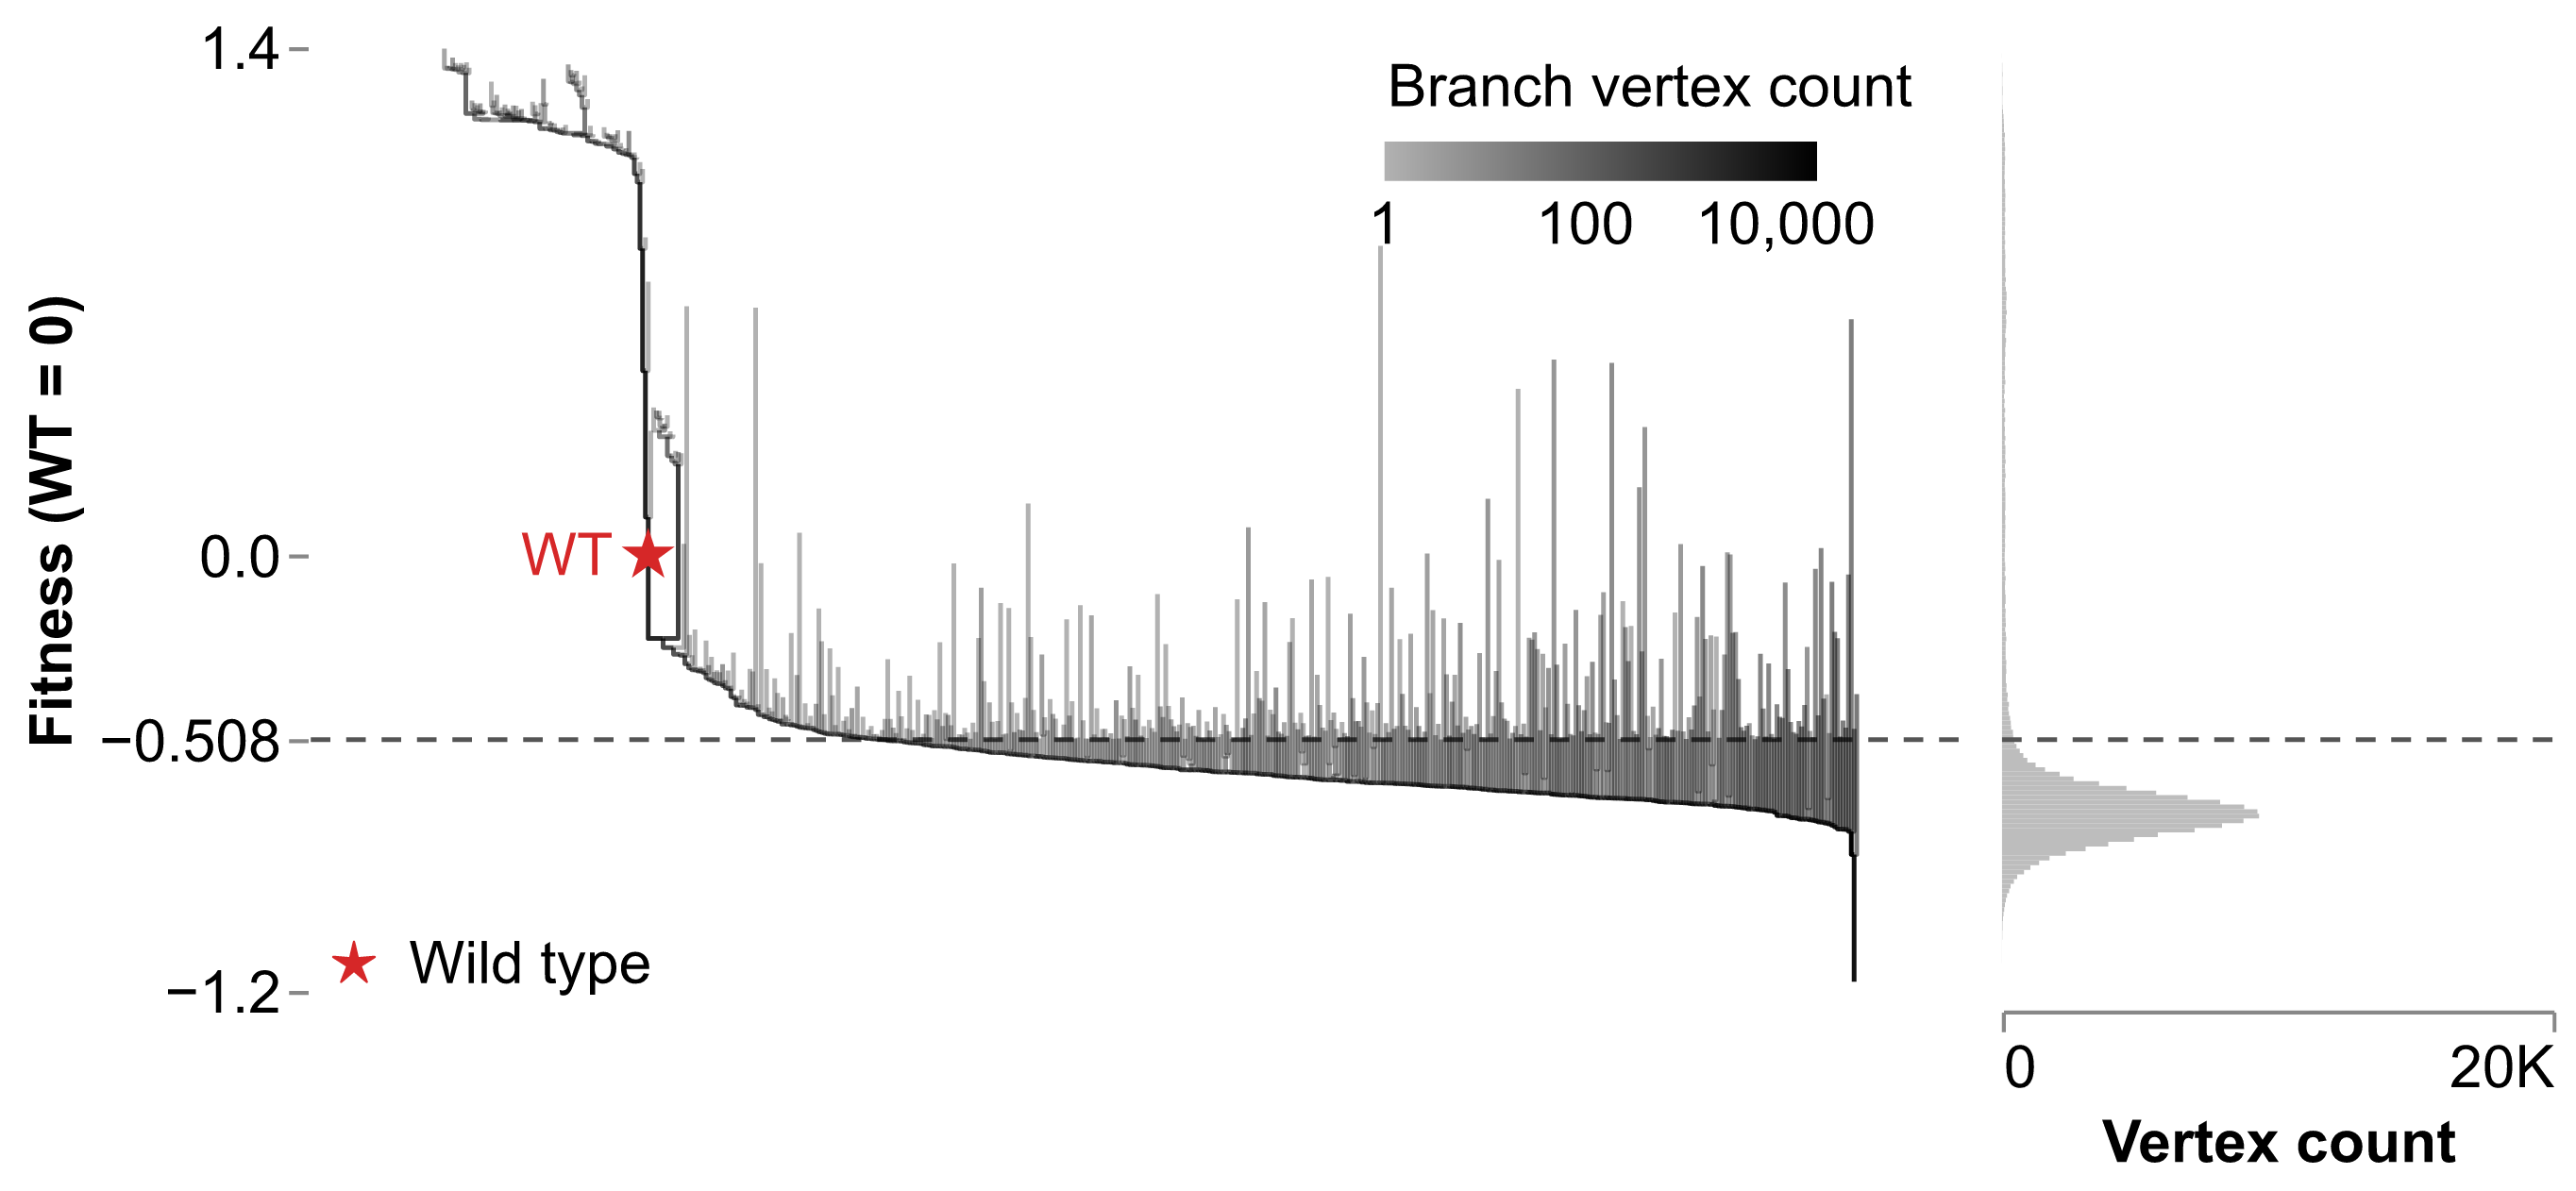 1.4
Branch vertex count
1 100 10,000
Fitness (WT = 0)
WT
0.0
−0.508
Wild type
−1.2
0 20K
Vertex count